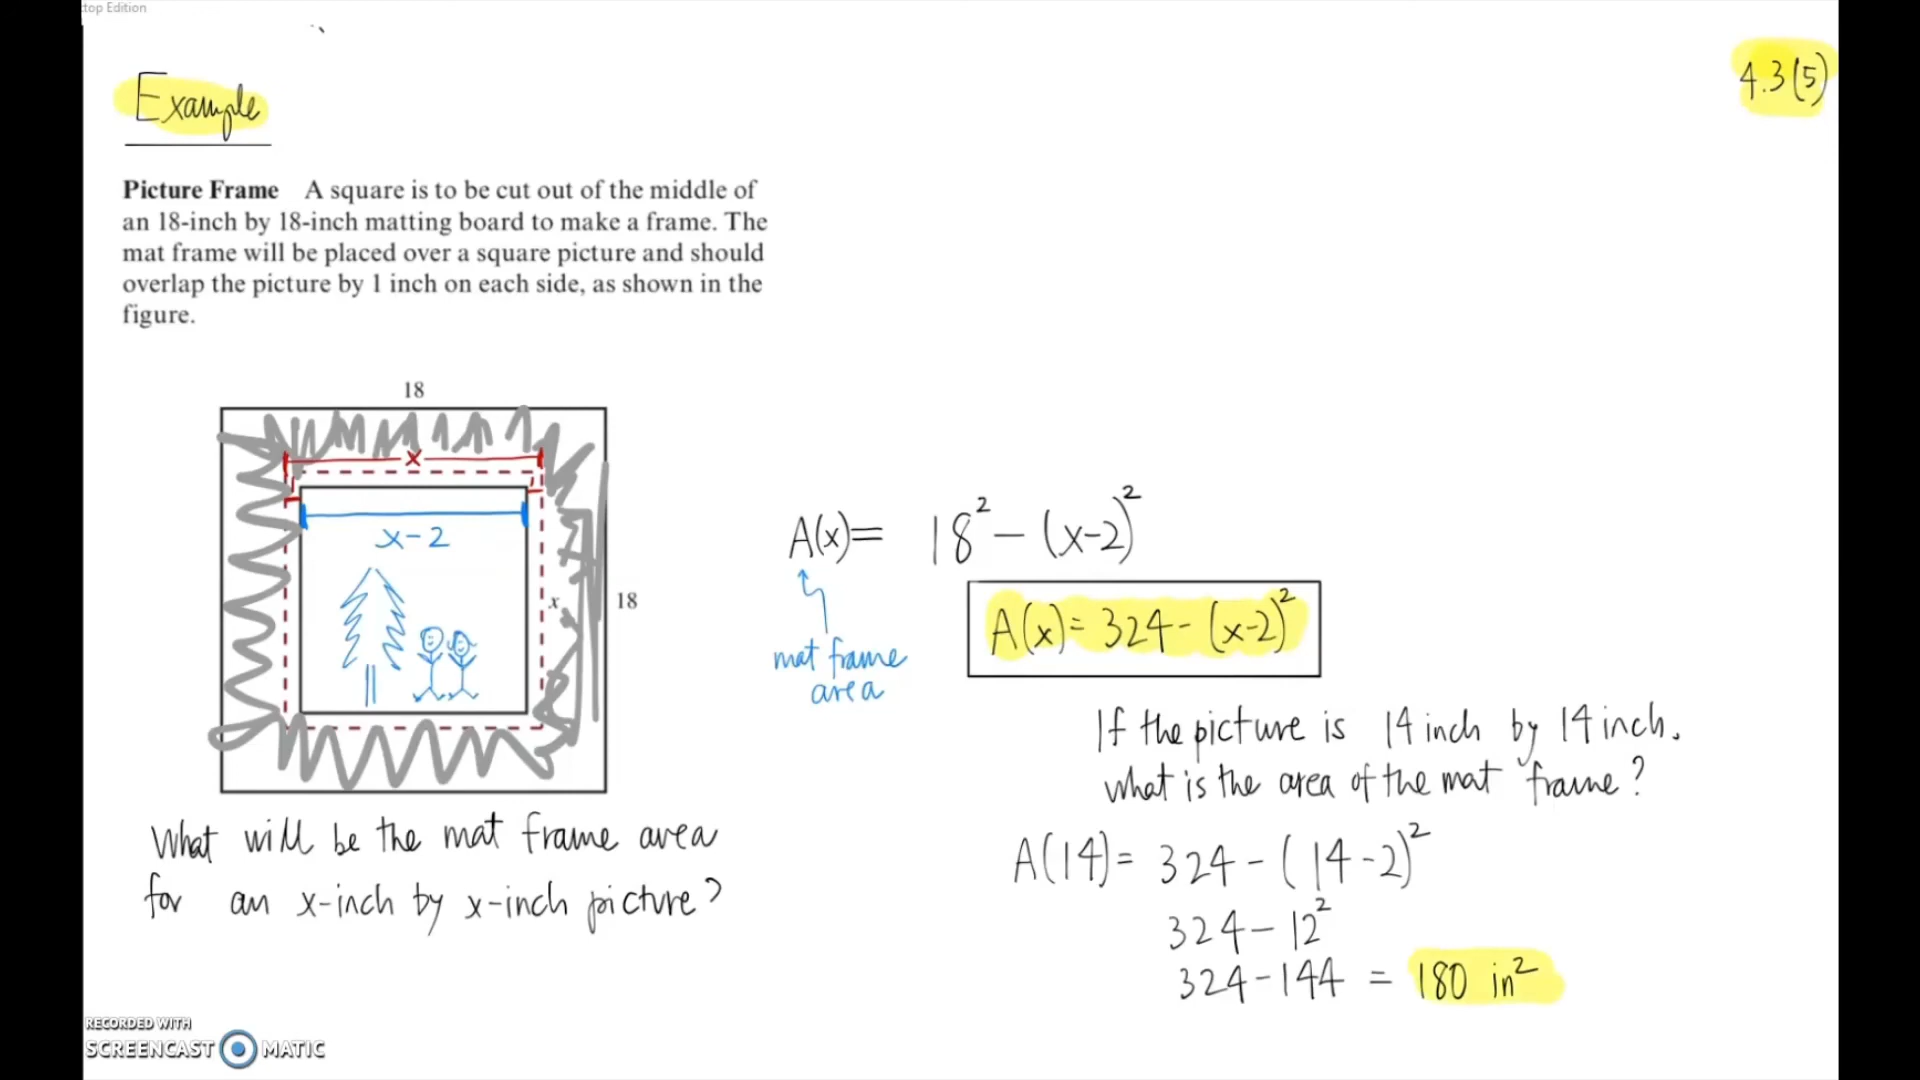 top Edition
4.3(5)
Example
Picture Frame A square is to be cut out of the middle of
an 18-inch by 18-inch matting board to make a frame. The
mat frame will be placed over a square picture and should
overlap the picture by 1 inch on each side, as shown in the
figure.
18
x
x-2
x
18
What will be the mat frame area
for an x-inch by x-inch picture?
A(x)= 18² - (x-2)²
mat frame
area
A(x)= 324 - (x-2)²
If the picture is 14 inch by 14 inch.
what is the area of the mat frame?
A(14)= 324 - (14-2)²
324 - 12²
324 - 144 = 180 in²
RECORDED WITH
SCREENCAST MATIC